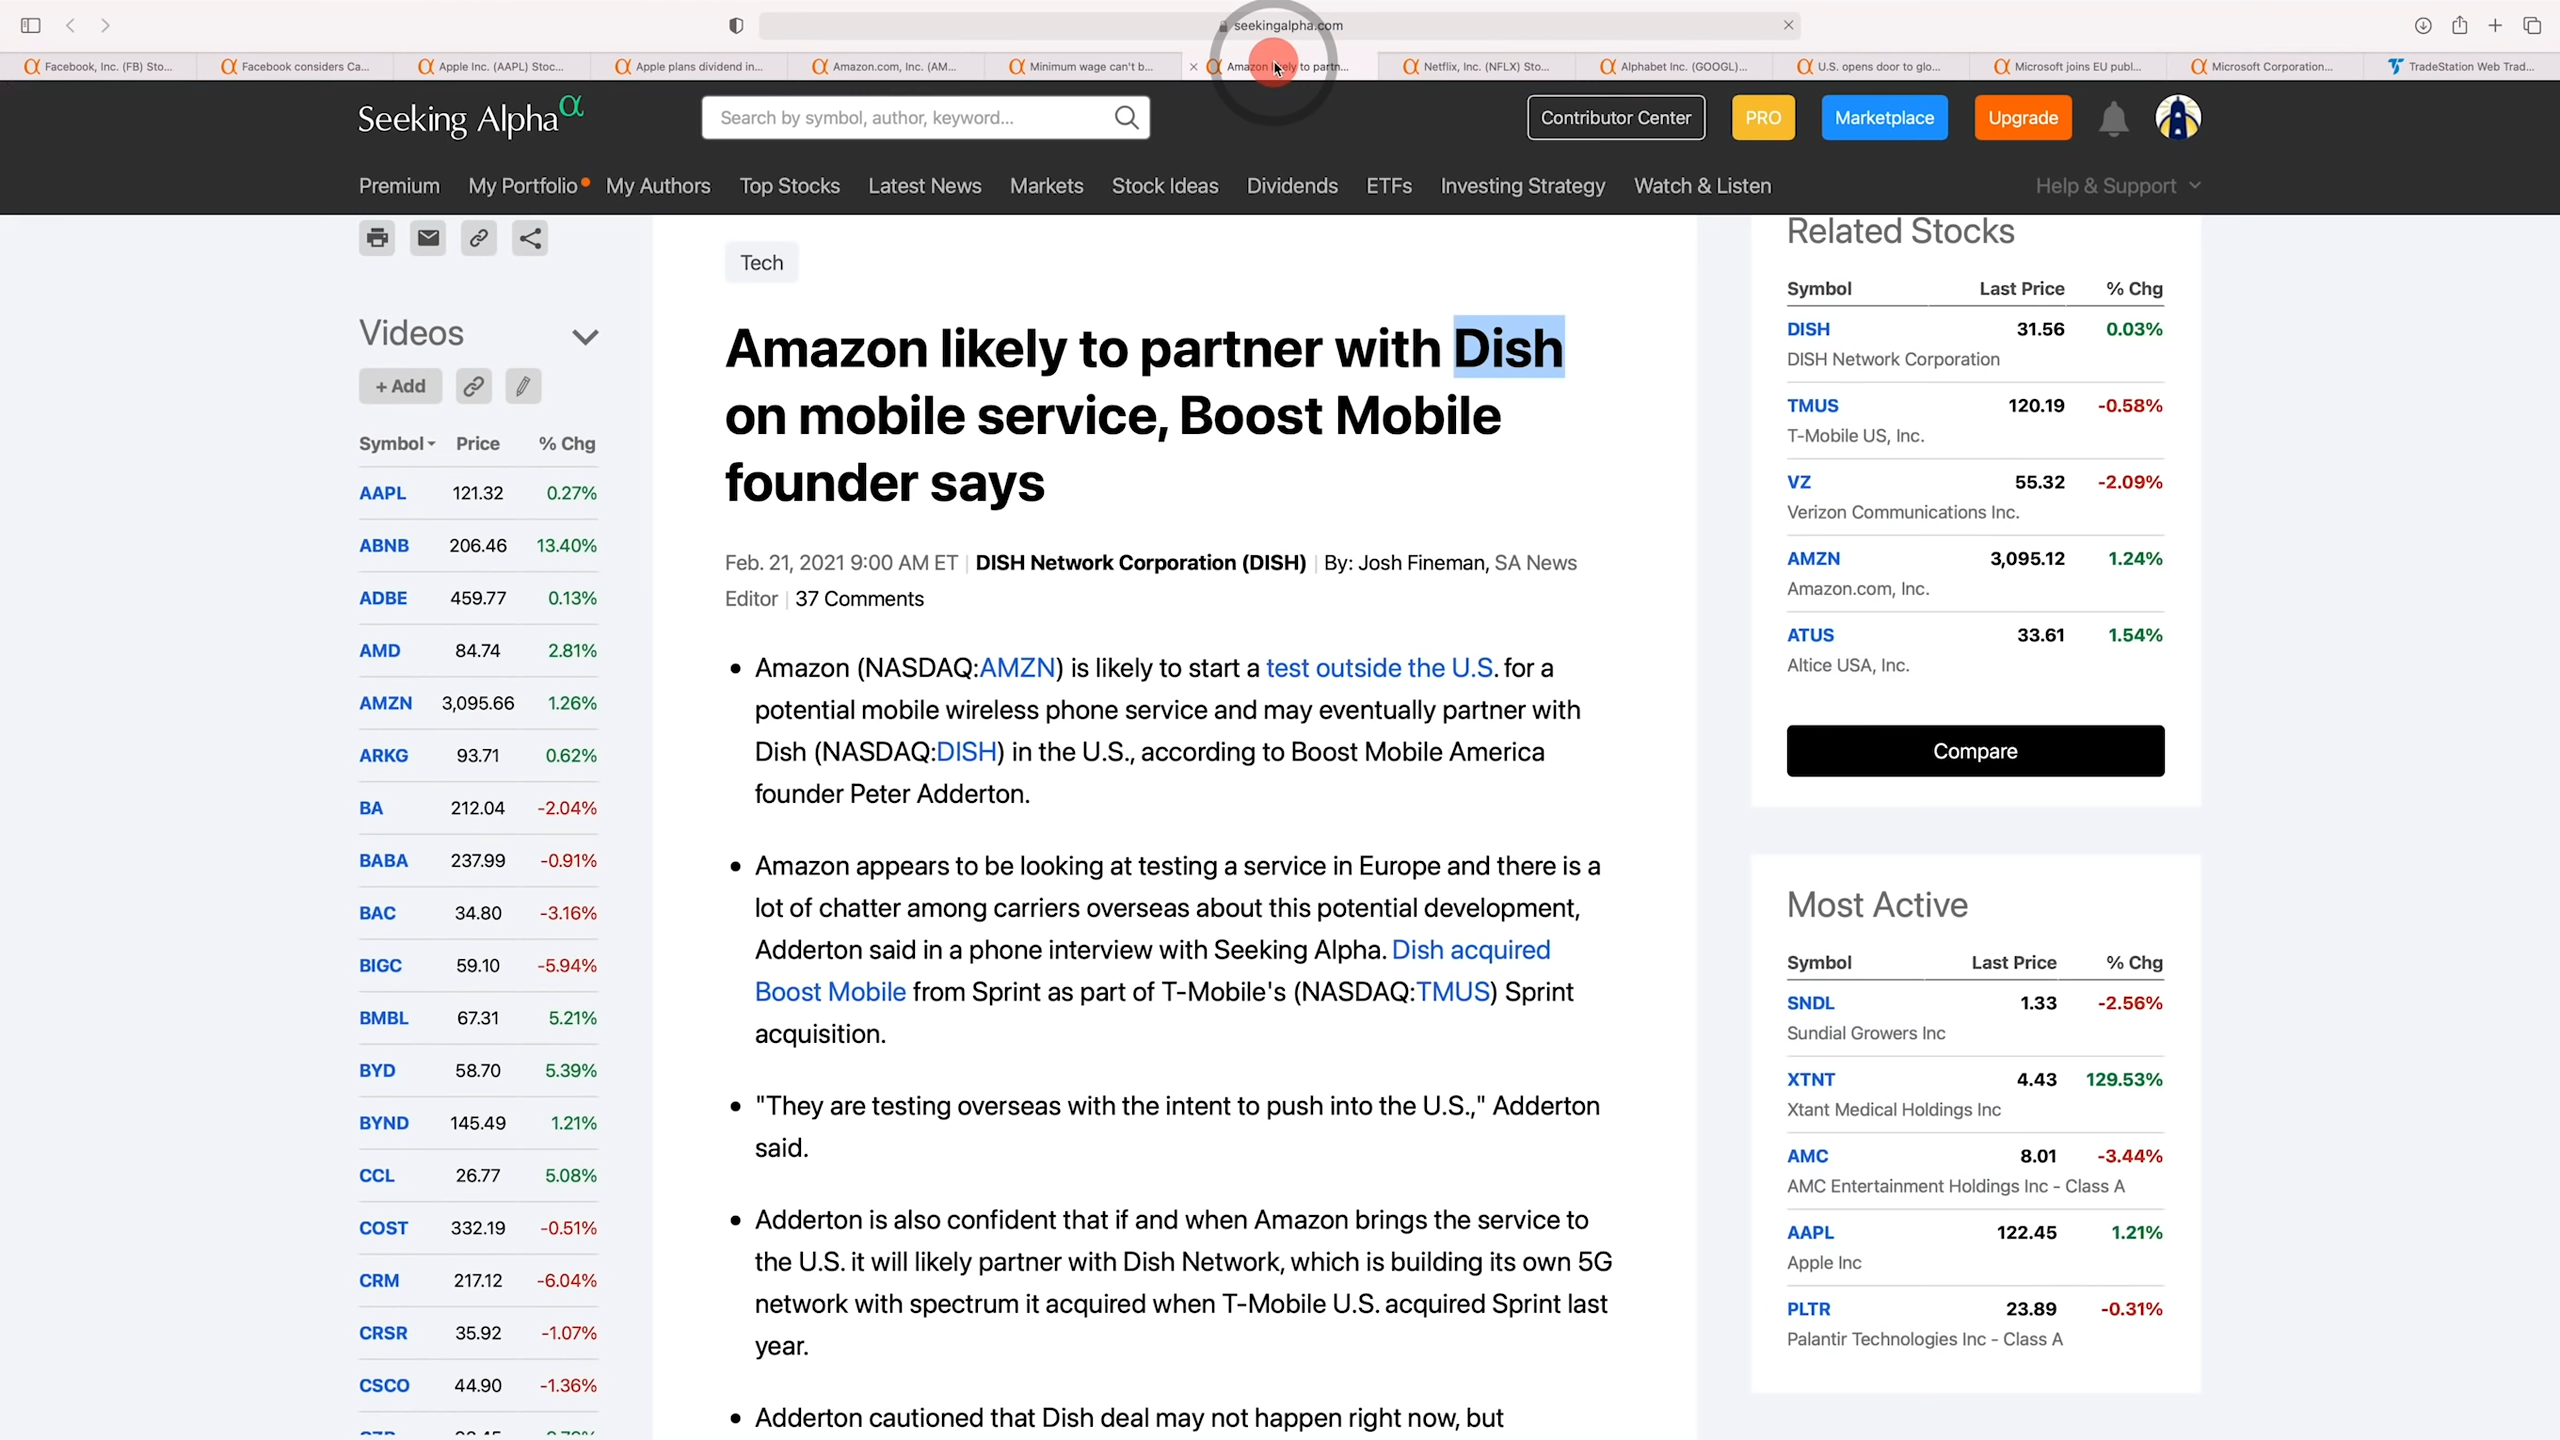 seekingalpha.com
Facebook, Inc. (FB) Sto...
Facebook considers Ca...
Apple Inc. (AAPL) Stoc...
Apple plans dividend in...
Amazon.com, Inc. (AM...
Minimum wage can't b...
Amazon likely to partn...
Netflix, Inc. (NFLX) Sto...
Alphabet Inc. (GOOGL)...
U.S. opens door to glo...
Microsoft joins EU publ...
Microsoft Corporation...
TradeStation Web Trad...
Seeking Alpha α
Search by symbol, author, keyword...
Contributor Center
PRO
Marketplace
Upgrade
Premium
My Portfolio
My Authors
Top Stocks
Latest News
Markets
Stock Ideas
Dividends
ETFs
Investing Strategy
Watch & Listen
Help & Support
Videos
+ Add
Symbol Price % Chg
AAPL 121.32 0.27%
ABNB 206.46 13.40%
ADBE 459.77 0.13%
AMD 84.74 2.81%
AMZN 3,095.66 1.26%
ARKG 93.71 0.62%
BA 212.04 -2.04%
BABA 237.99 -0.91%
BAC 34.80 -3.16%
BIGC 59.10 -5.94%
BMBL 67.31 5.21%
BYD 58.70 5.39%
BYND 145.49 1.21%
CCL 26.77 5.08%
COST 332.19 -0.51%
CRM 217.12 -6.04%
CRSR 35.92 -1.07%
CSCO 44.90 -1.36%
Tech
Amazon likely to partner with Dish
on mobile service, Boost Mobile
founder says
Feb. 21, 2021 9:00 AM ET | DISH Network Corporation (DISH) | By: Josh Fineman, SA News
Editor | 37 Comments
• Amazon (NASDAQ:AMZN) is likely to start a test outside the U.S. for a
potential mobile wireless phone service and may eventually partner with
Dish (NASDAQ:DISH) in the U.S., according to Boost Mobile America
founder Peter Adderton.
• Amazon appears to be looking at testing a service in Europe and there is a
lot of chatter among carriers overseas about this potential development,
Adderton said in a phone interview with Seeking Alpha. Dish acquired
Boost Mobile from Sprint as part of T-Mobile's (NASDAQ:TMUS) Sprint
acquisition.
• "They are testing overseas with the intent to push into the U.S.," Adderton
said.
• Adderton is also confident that if and when Amazon brings the service to
the U.S. it will likely partner with Dish Network, which is building its own 5G
network with spectrum it acquired when T-Mobile U.S. acquired Sprint last
year.
• Adderton cautioned that Dish deal may not happen right now, but
Related Stocks
Symbol Last Price % Chg
DISH 31.56 0.03%
DISH Network Corporation
TMUS 120.19 -0.58%
T-Mobile US, Inc.
VZ 55.32 -2.09%
Verizon Communications Inc.
AMZN 3,095.12 1.24%
Amazon.com, Inc.
ATUS 33.61 1.54%
Altice USA, Inc.
Compare
Most Active
Symbol Last Price % Chg
SNDL 1.33 -2.56%
Sundial Growers Inc
XTNT 4.43 129.53%
Xtant Medical Holdings Inc
AMC 8.01 -3.44%
AMC Entertainment Holdings Inc - Class A
AAPL 122.45 1.21%
Apple Inc
PLTR 23.89 -0.31%
Palantir Technologies Inc - Class A